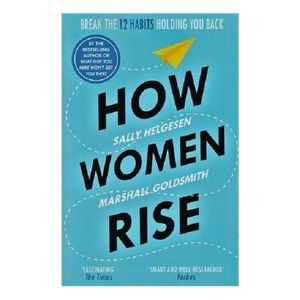 BREAK THE 12 HABITS HOLDING YOU BACK
BY THE
BESTSELLING
AUTHOR OF
WHAT GOT YOU
HERE WON'T GET
YOU THERE
HOW
SALLY HELGESEN
WOMEN
MARSHALL GOLDSMITH
RISE
'FASCINATING'
The Times
'SMART AND WELL-RESEARCHED'
Forbes